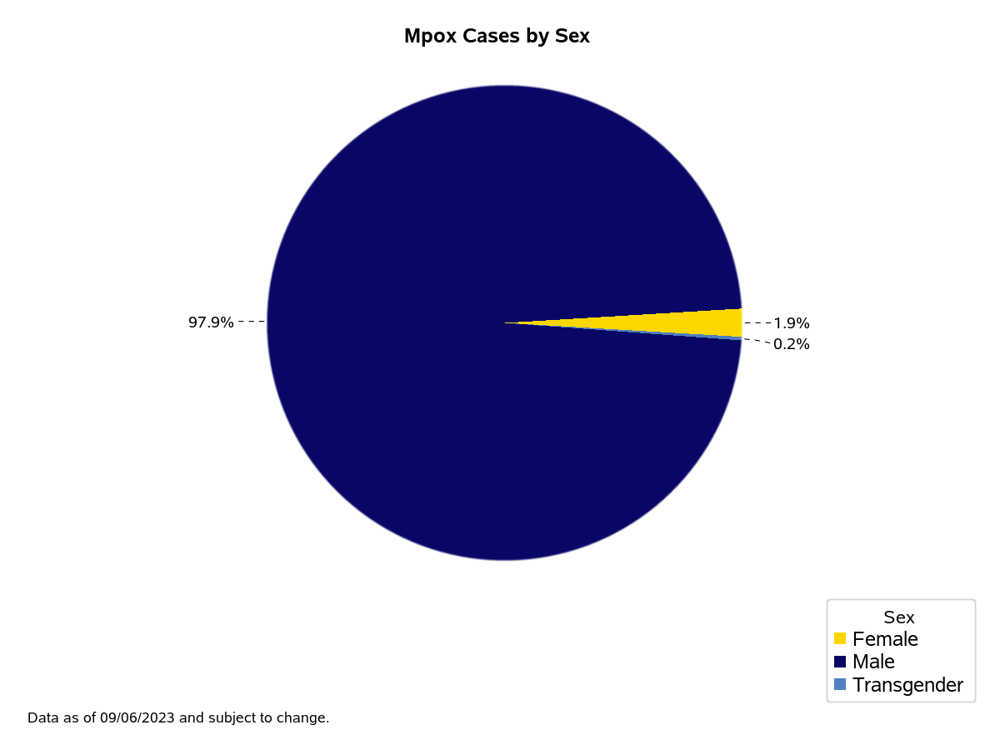 Mpox Cases by Sex
97.9%
1.9%
0.2%
Sex
Female
Male
Transgender
Data as of 09/06/2023 and subject to change.